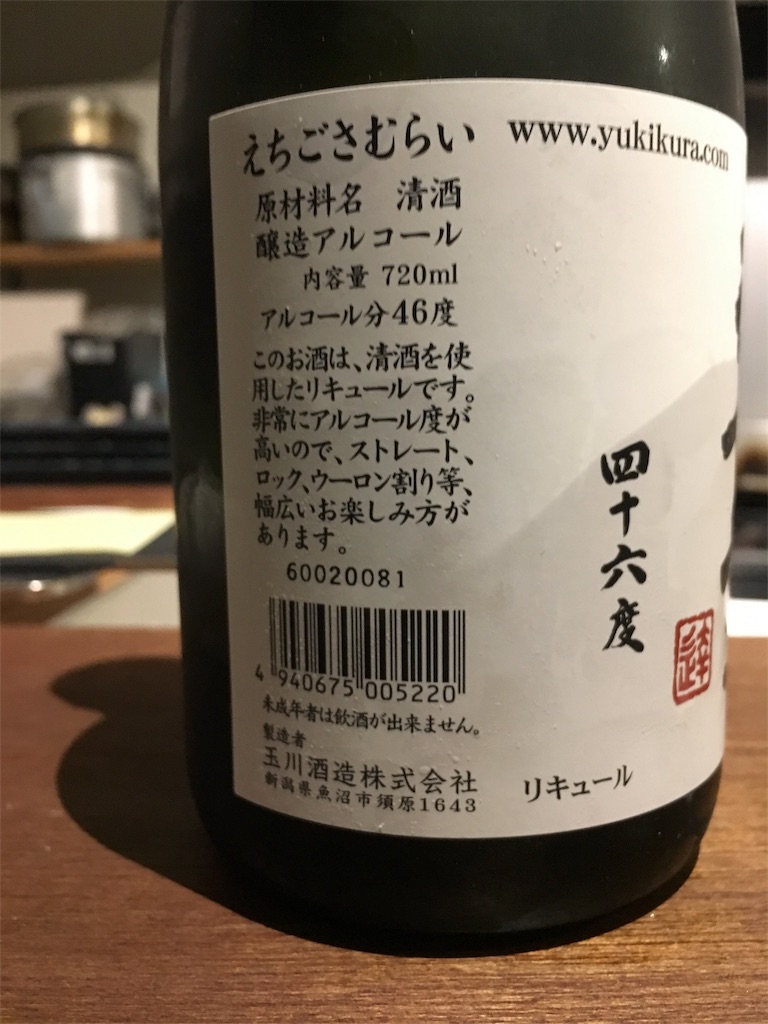 えちごさむらい
www.yukikura.com
原材料名 清酒
醸造アルコール
内容量 720ml
アルコール分46度
このお酒は、清酒を使
用したリキュールです。
非常にアルコール度が
高いので、ストレート、
ロック、ウーロン割り等、
幅広いお楽しみ方が
あります。
60020081
4 940675 005220
未成年者は飲酒が出来ません。
製造者
玉川酒造株式会社
新潟県魚沼市須原1643
四十六度
リキュール